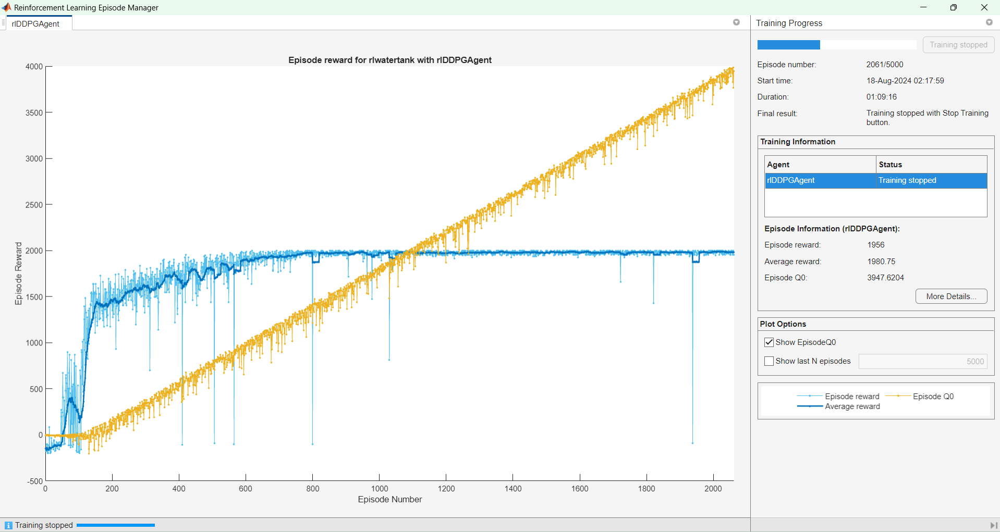 Reinforcement Learning Episode Manager
rlDDPGAgent
Episode reward for rlwatertank with rlDDPGAgent
4000
3500
3000
2500
2000
1500
1000
500
0
-500
Episode Reward
0 200 400 600 800 1000 1200 1400 1600 1800 2000
Episode Number
Training stopped
Training Progress
Training stopped
Episode number: 2061/5000
Start time: 18-Aug-2024 02:17:59
Duration: 01:09:16
Final result: Training stopped with Stop Training
button.
Training Information
Agent Status
rlDDPGAgent Training stopped
Episode Information (rlDDPGAgent):
Episode reward: 1956
Average reward: 1980.75
Episode Q0: 3947.6204
More Details...
Plot Options
Show EpisodeQ0
Show last N episodes 5000
Episode reward Episode Q0
Average reward